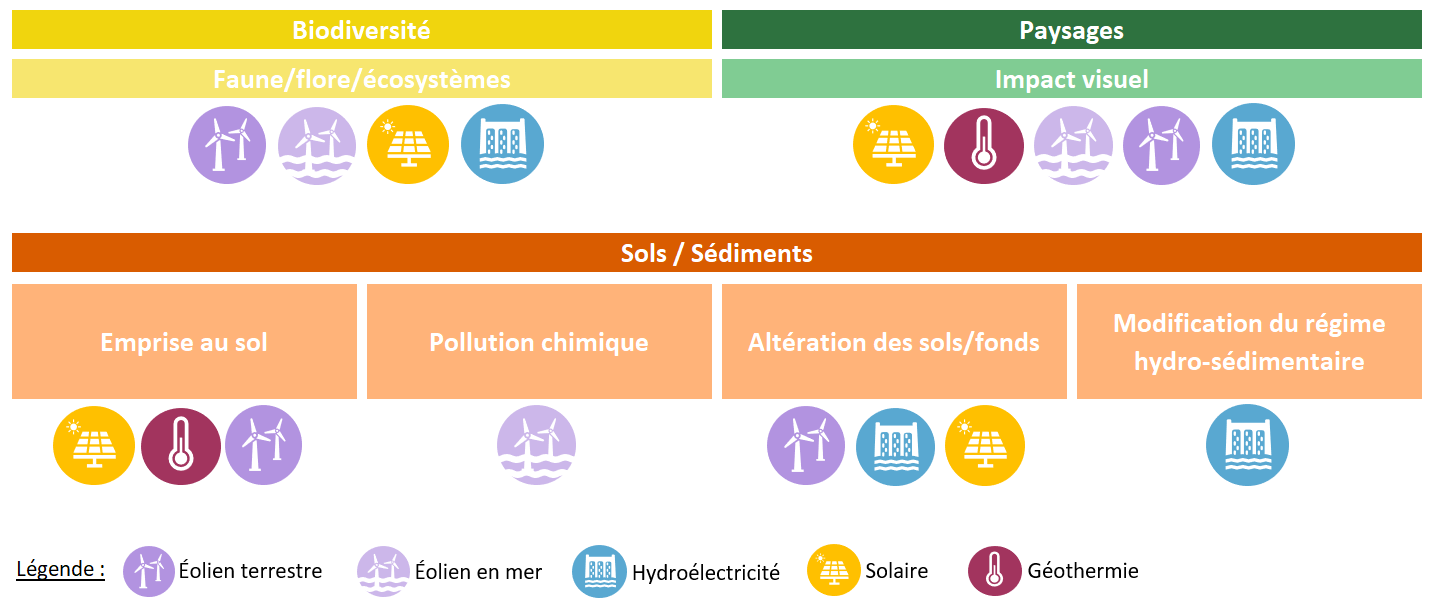 Biodiversité
Paysages
Faune/flore/écosystèmes
Impact visuel
Sols / Sédiments
Emprise au sol
Pollution chimique
Altération des sols/fonds
Modification du régime
hydro-sédimentaire
Légende :
Éolien terrestre
Éolien en mer
Hydroélectricité
Solaire
Géothermie